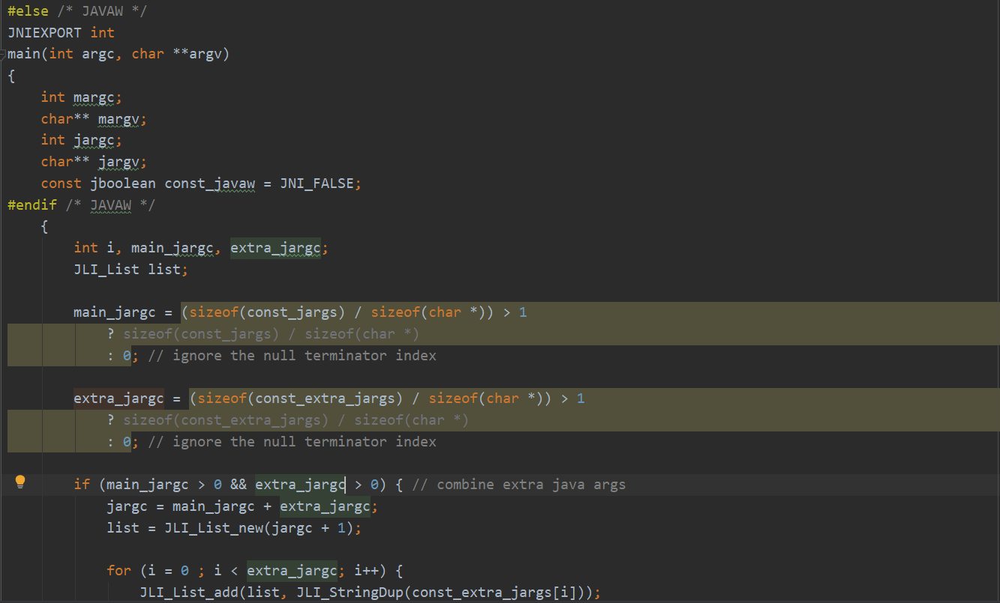 #else /* JAVAW */
JNIEXPORT int
main(int argc, char **argv)
{
    int margc;
    char** margv;
    int jargc;
    char** jargv;
    const jboolean const_javaw = JNI_FALSE;
#endif /* JAVAW */
    {
        int i, main_jargc, extra_jargc;
        JLI_List list;

        main_jargc = (sizeof(const_jargs) / sizeof(char *)) > 1
            ? sizeof(const_jargs) / sizeof(char *)
            : 0; // ignore the null terminator index

        extra_jargc = (sizeof(const_extra_jargs) / sizeof(char *)) > 1
            ? sizeof(const_extra_jargs) / sizeof(char *)
            : 0; // ignore the null terminator index

        if (main_jargc > 0 && extra_jargc > 0) { // combine extra java args
            jargc = main_jargc + extra_jargc;
            list = JLI_List_new(jargc + 1);

            for (i = 0 ; i < extra_jargc; i++) {
                JLI_List_add(list, JLI_StringDup(const_extra_jargs[i]));